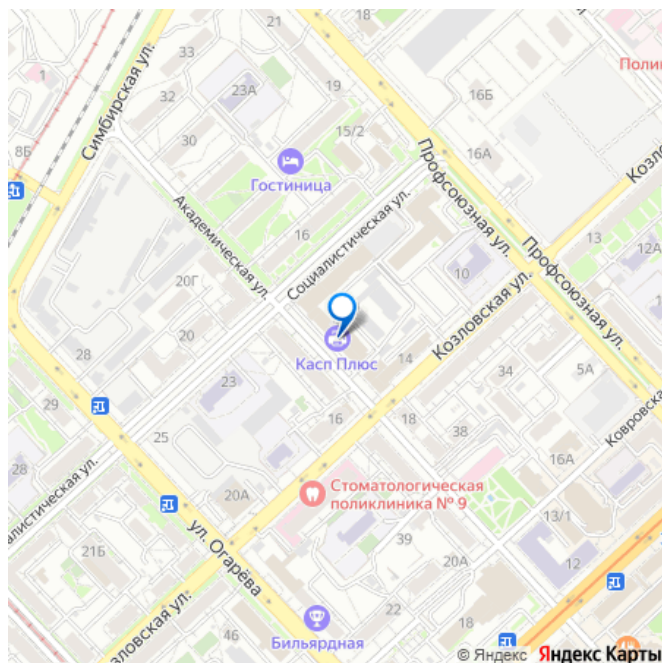 33
21
1
23А
19
Симбирская ул.
32
16Б
Поли
30
15/2
8Б
16А
Гостиница
Профсоюзная ул.
Козло
Академическая ул.
16
Социалистическая ул.
13
Профсоюзная ул.
20Г
10
Козловская ул.
20
28
Касп Плюс
14
34
5А
23
29
16
18
38
Ковровска
25
28
16А
алистическая ул.
20А
Стоматологическая
поликлиника № 9
13/1
ул. Огарёва
39
21Б
20А
12
22
18
Бильярдная
46
зловская ул.
16
© Яндекс Яндекс Карты